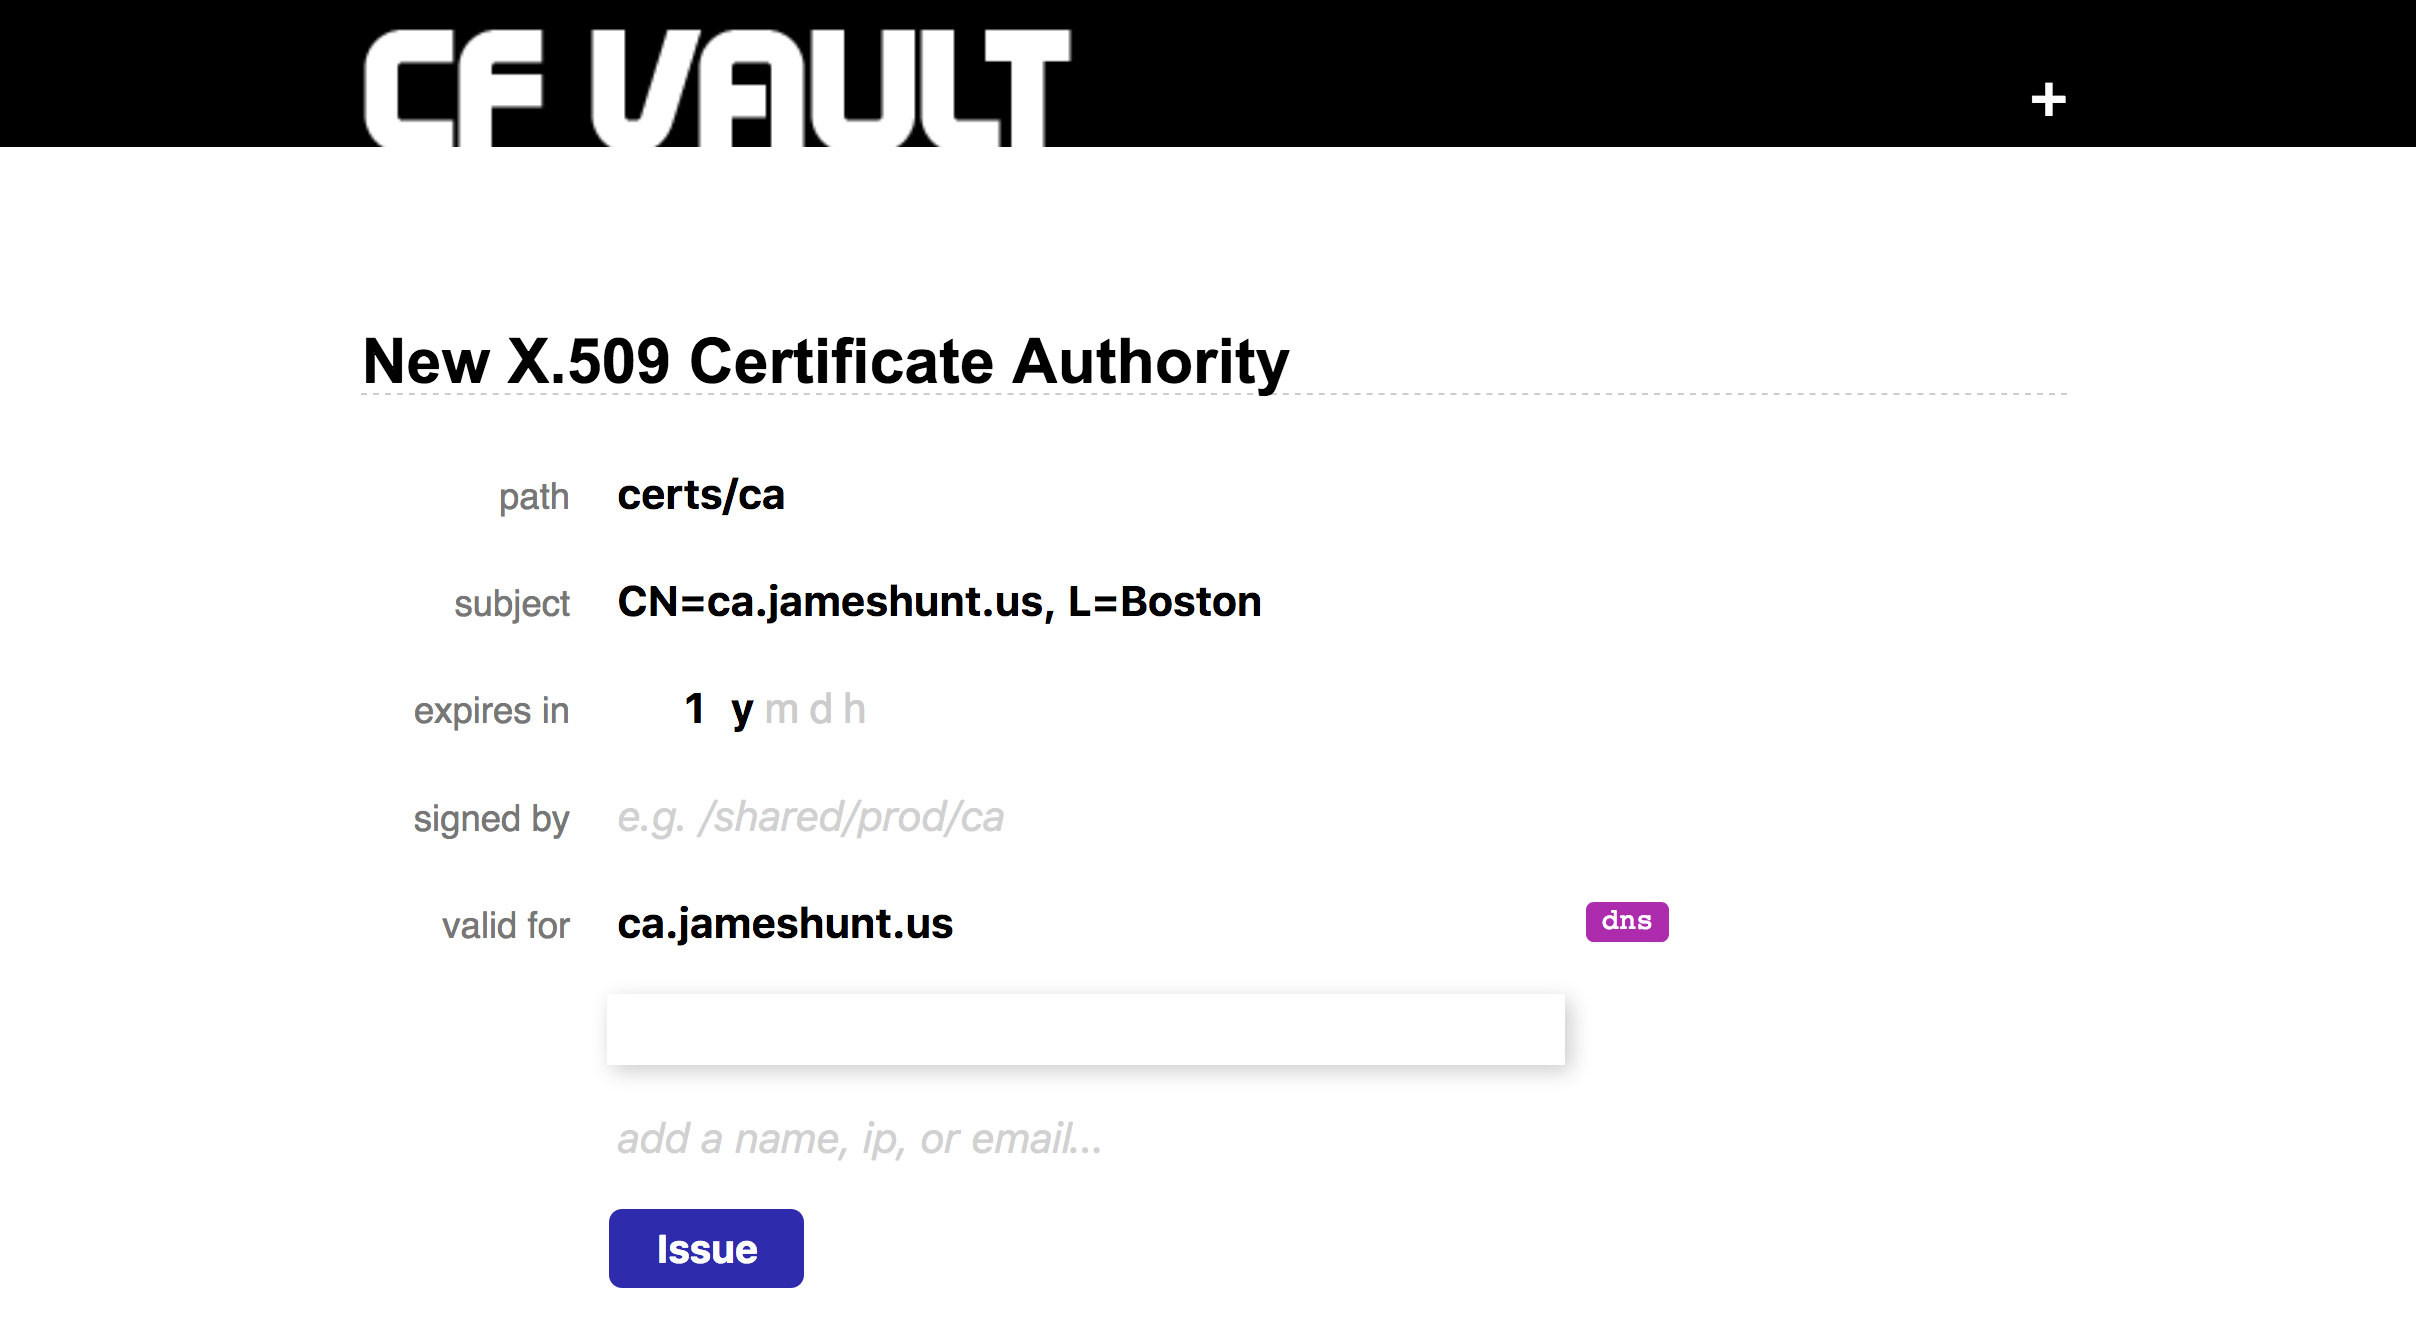 CF VAULT
+
New X.509 Certificate Authority
path certs/ca
subject CN=ca.jameshunt.us, L=Boston
expires in 1 y m d h
signed by e.g. /shared/prod/ca
valid for ca.jameshunt.us dns
add a name, ip, or email...
Issue